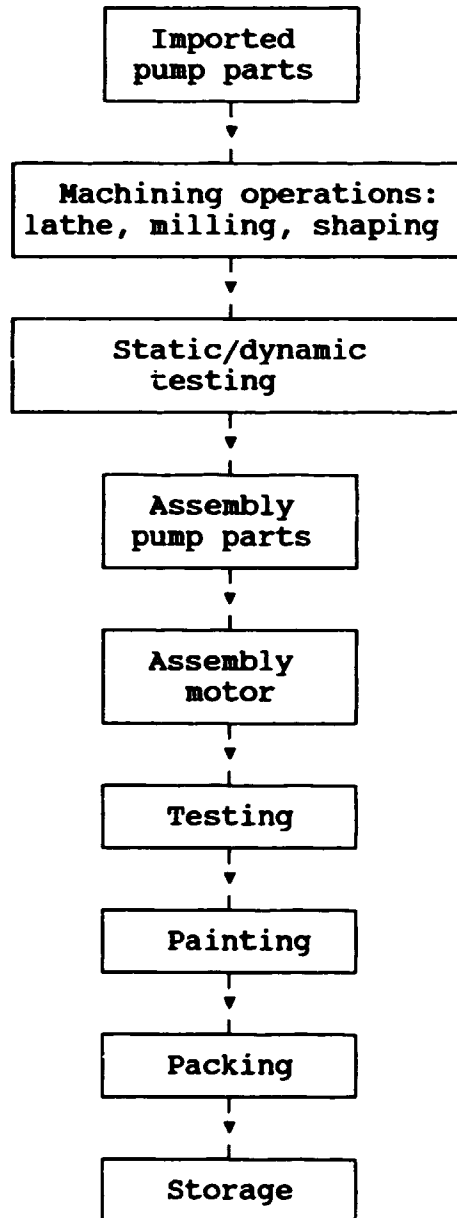 Imported
pump parts
Machining operations:
lathe, milling, shaping
Static/dynamic
testing
Assembly
pump parts
Assembly
motor
Testing
Painting
Packing
Storage